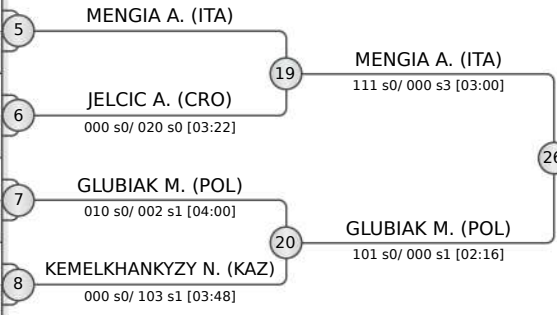 5
MENGIA A. (ITA)
19
MENGIA A. (ITA)
111 s0/ 000 s3 [03:00]
6
JELCIC A. (CRO)
000 s0/ 020 s0 [03:22]
26
7
GLUBIAK M. (POL)
010 s0/ 002 s1 [04:00]
20
GLUBIAK M. (POL)
101 s0/ 000 s1 [02:16]
8
KEMELKHANKYZY N. (KAZ)
000 s0/ 103 s1 [03:48]